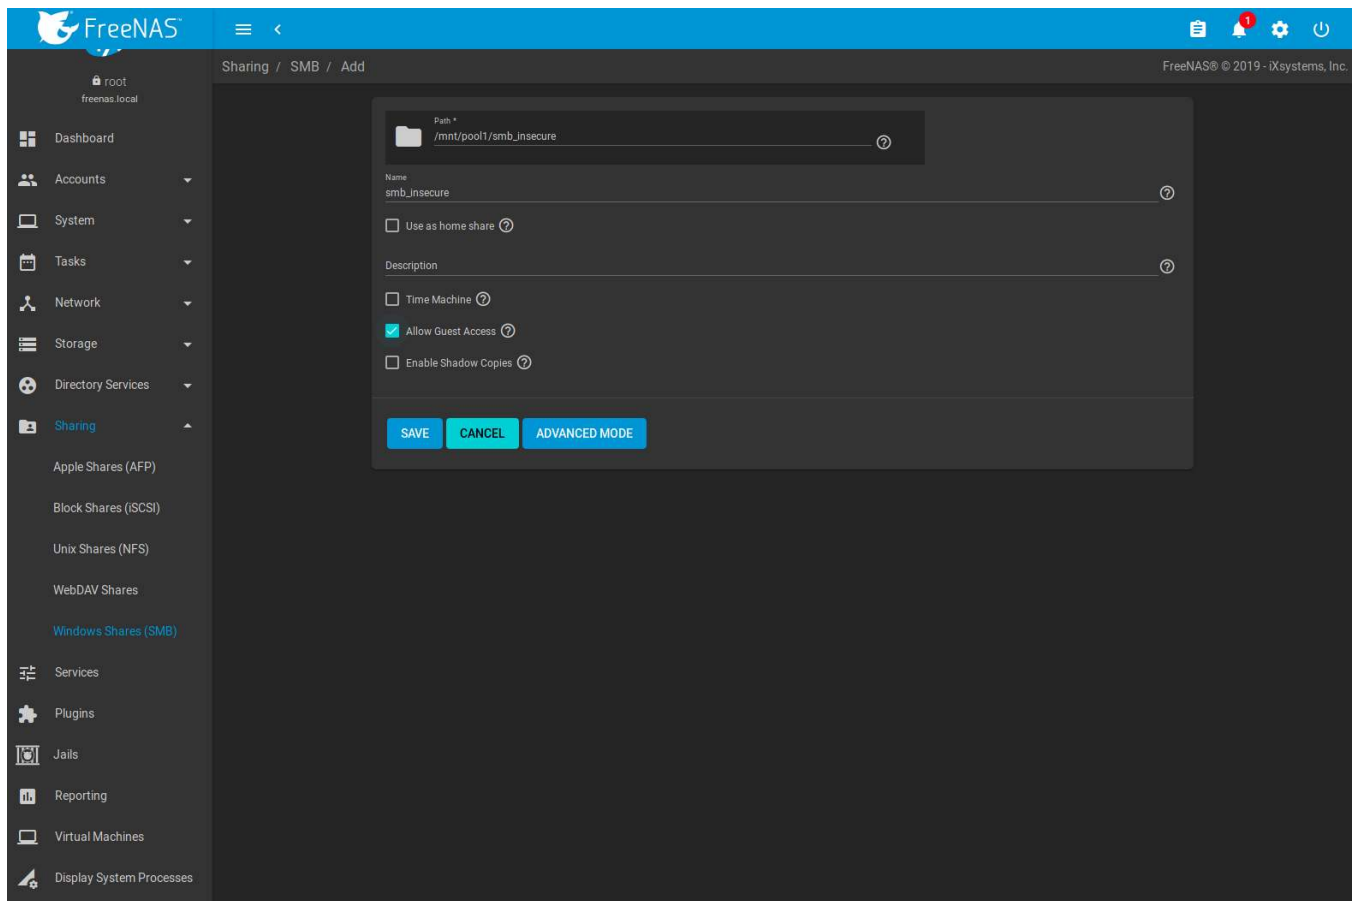 FreeNAS
1
root
freenas.local
Sharing / SMB / Add
FreeNAS® © 2019 - iXsystems, Inc.
Dashboard
Accounts
System
Tasks
Network
Storage
Directory Services
Sharing
Apple Shares (AFP)
Block Shares (iSCSI)
Unix Shares (NFS)
WebDAV Shares
Windows Shares (SMB)
Services
Plugins
Jails
Reporting
Virtual Machines
Display System Processes
Path *
/mnt/pool1/smb_insecure
Name
smb_insecure
Use as home share
Description
Time Machine
Allow Guest Access
Enable Shadow Copies
SAVE CANCEL ADVANCED MODE